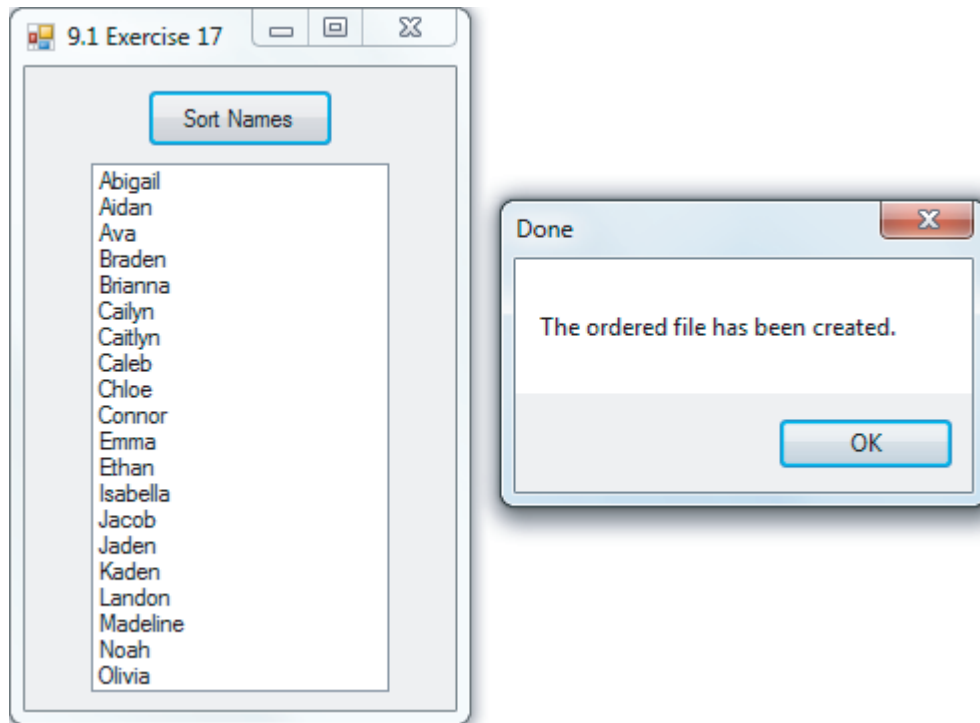 9.1 Exercise 17
Sort Names
Abigail
Aidan
Ava
Braden
Brianna
Cailyn
Caitlyn
Caleb
Chloe
Connor
Emma
Ethan
Isabella
Jacob
Jaden
Kaden
Landon
Madeline
Noah
Olivia
Done
The ordered file has been created.
OK